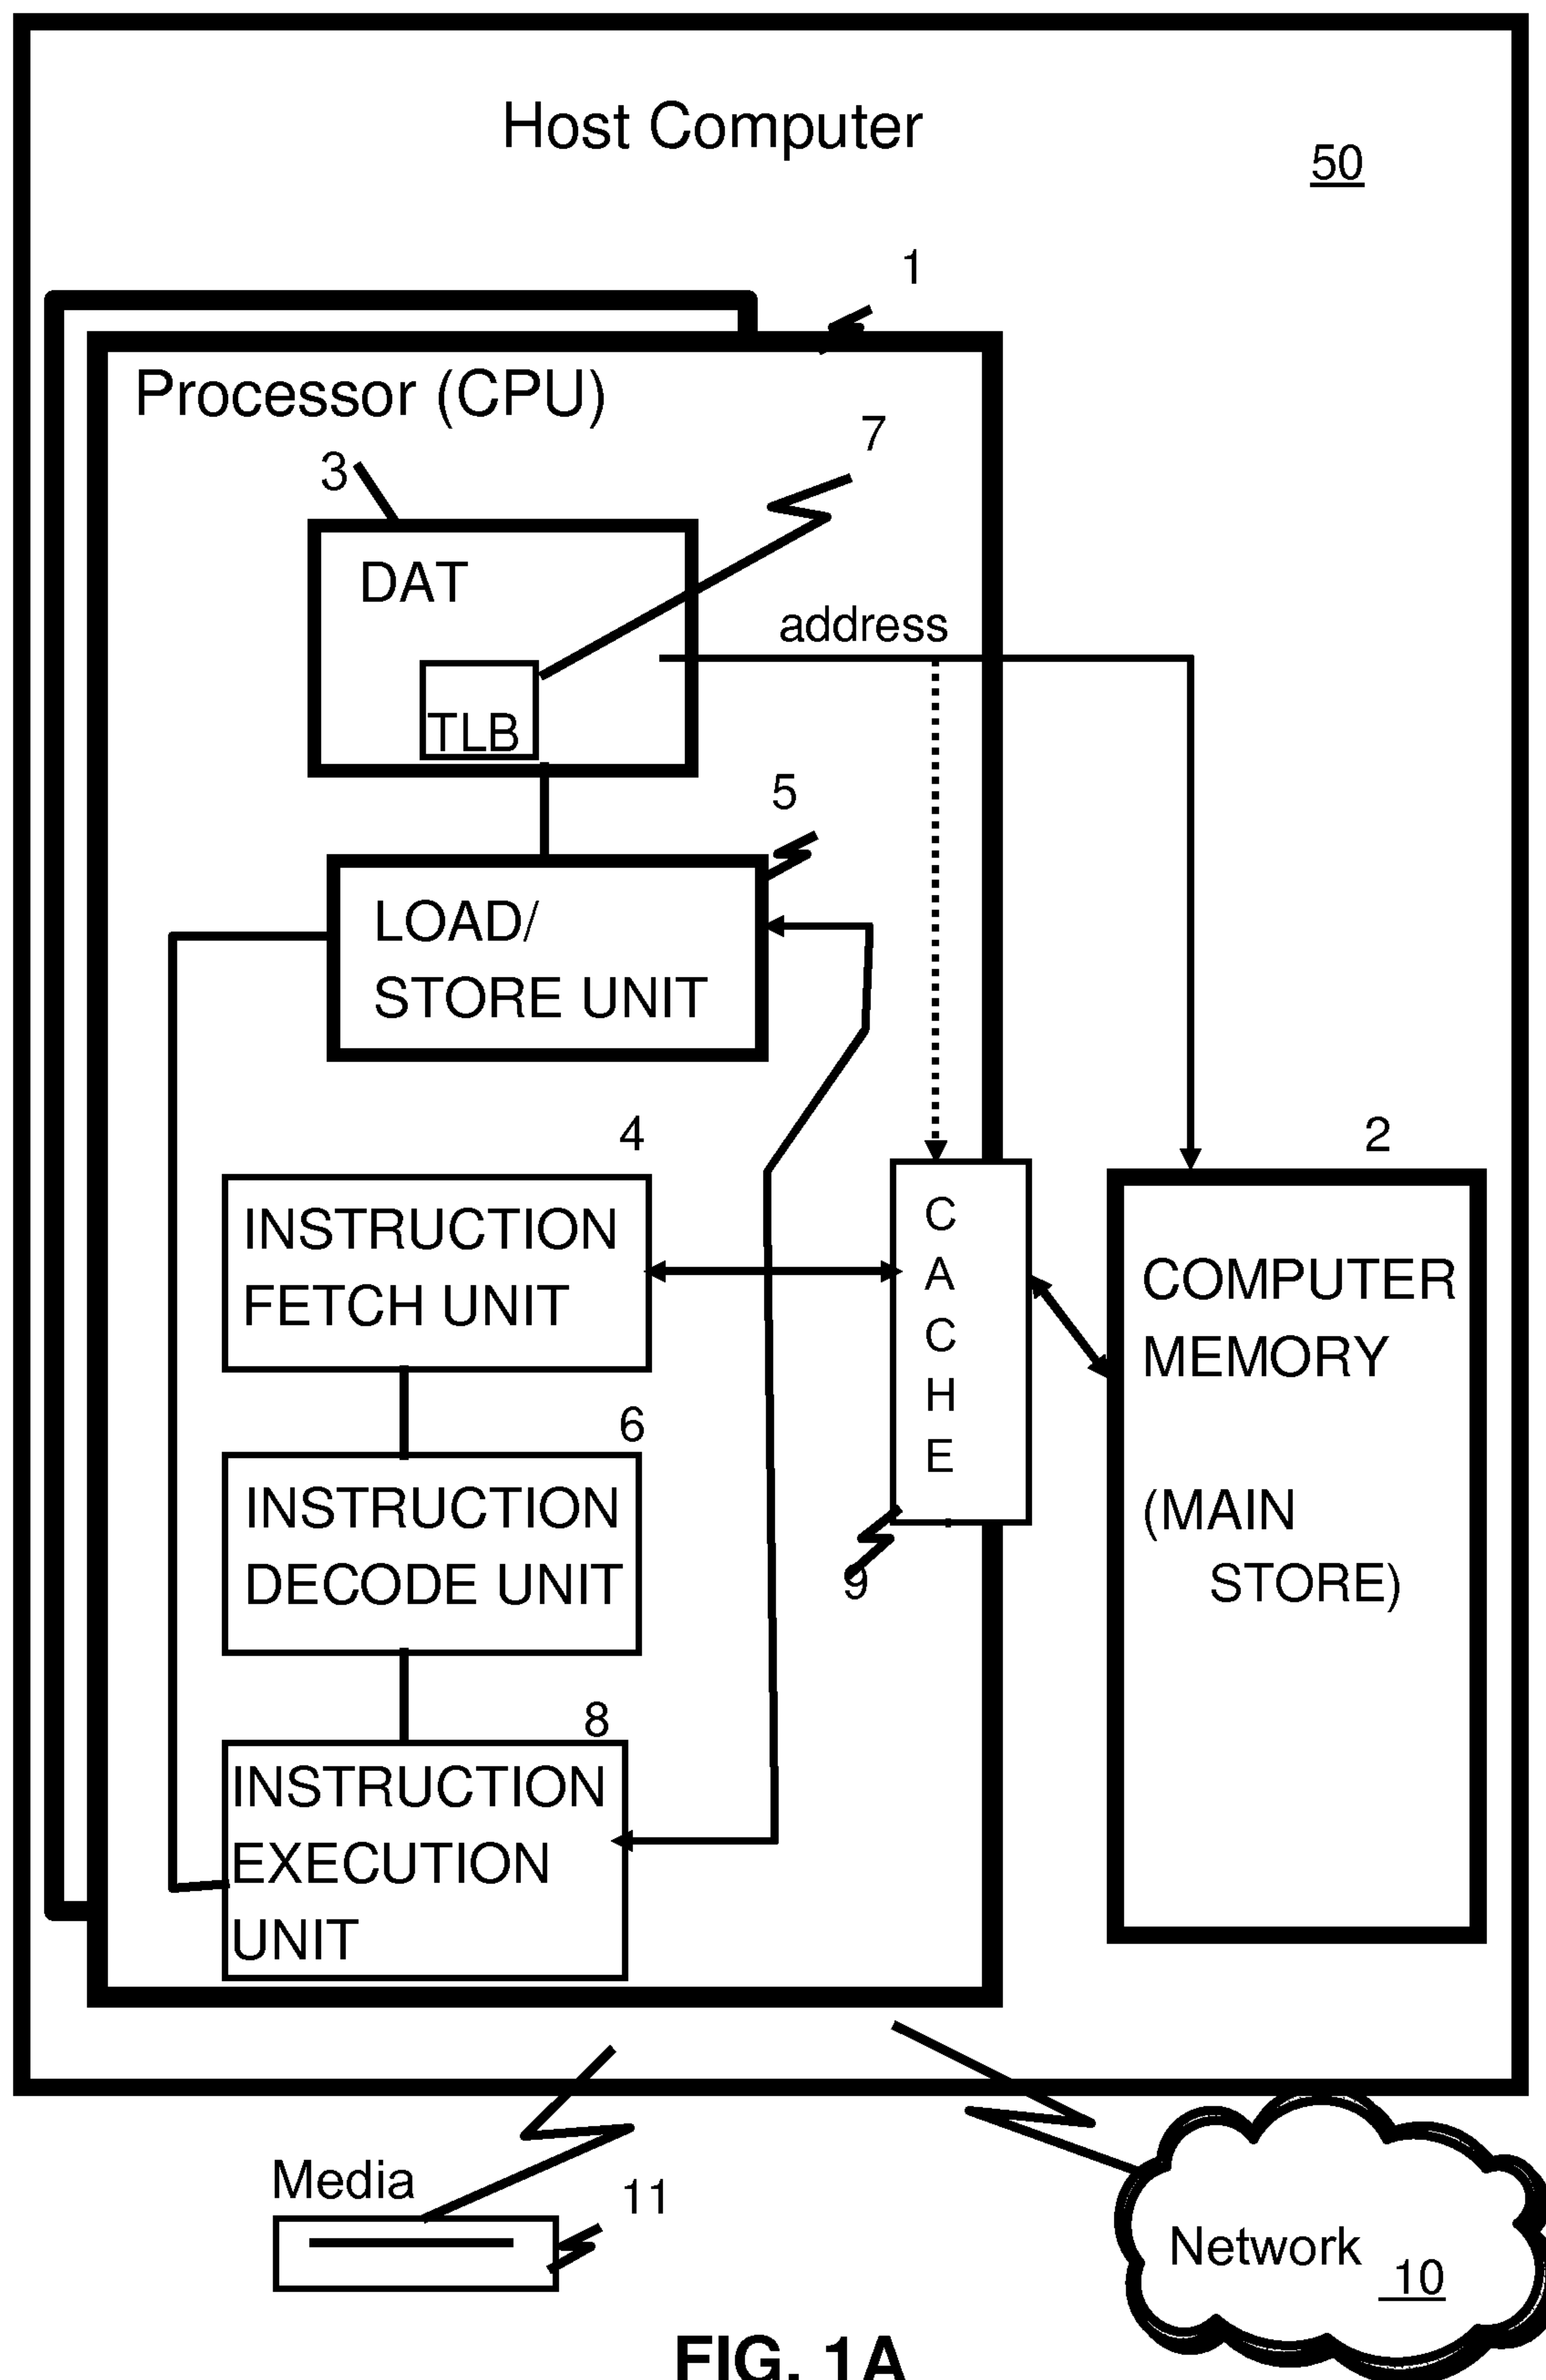 Host Computer
50
1
Processor (CPU)
7
3
DAT
address
TLB
5
LOAD/
STORE UNIT
4
2
INSTRUCTION
FETCH UNIT
C
A
C
H
E
COMPUTER
MEMORY
(MAIN
STORE)
6
INSTRUCTION
DECODE UNIT
9
8
INSTRUCTION
EXECUTION
UNIT
Media
11
Network
10
FIG. 1A